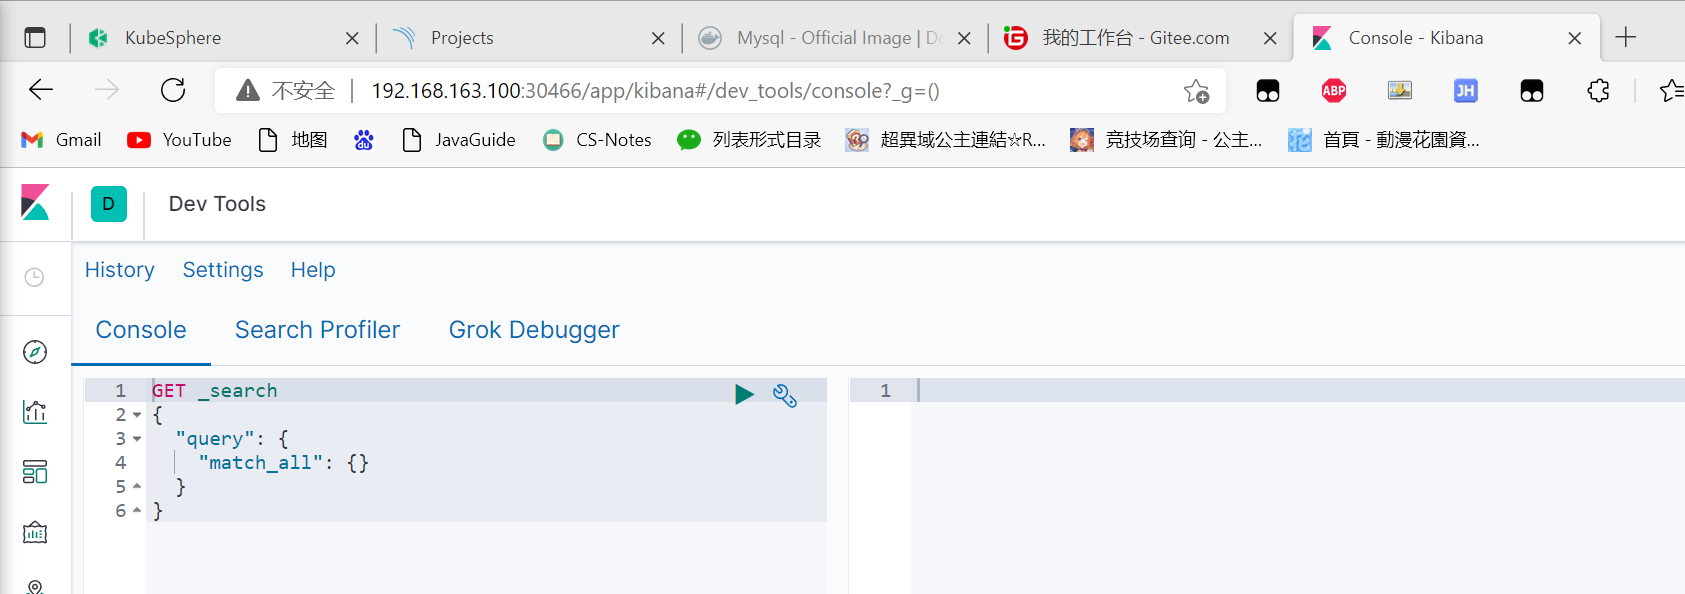 KubeSphere
Projects
Mysql - Official Image | Do
我的工作台 - Gitee.com
Console - Kibana
不安全 192.168.163.100:30466/app/kibana#/dev_tools/console?_g=()
ABP
JH
Gmail
YouTube
地图
JavaGuide
CS-Notes
列表形式目录
超異域公主連結☆R...
竞技场查询 - 公主...
首頁 - 動漫花園資...
D
Dev Tools
History Settings Help
Console Search Profiler Grok Debugger
1 GET _search
2 {
3 "query": {
4 "match_all": {}
5 }
6 }
1